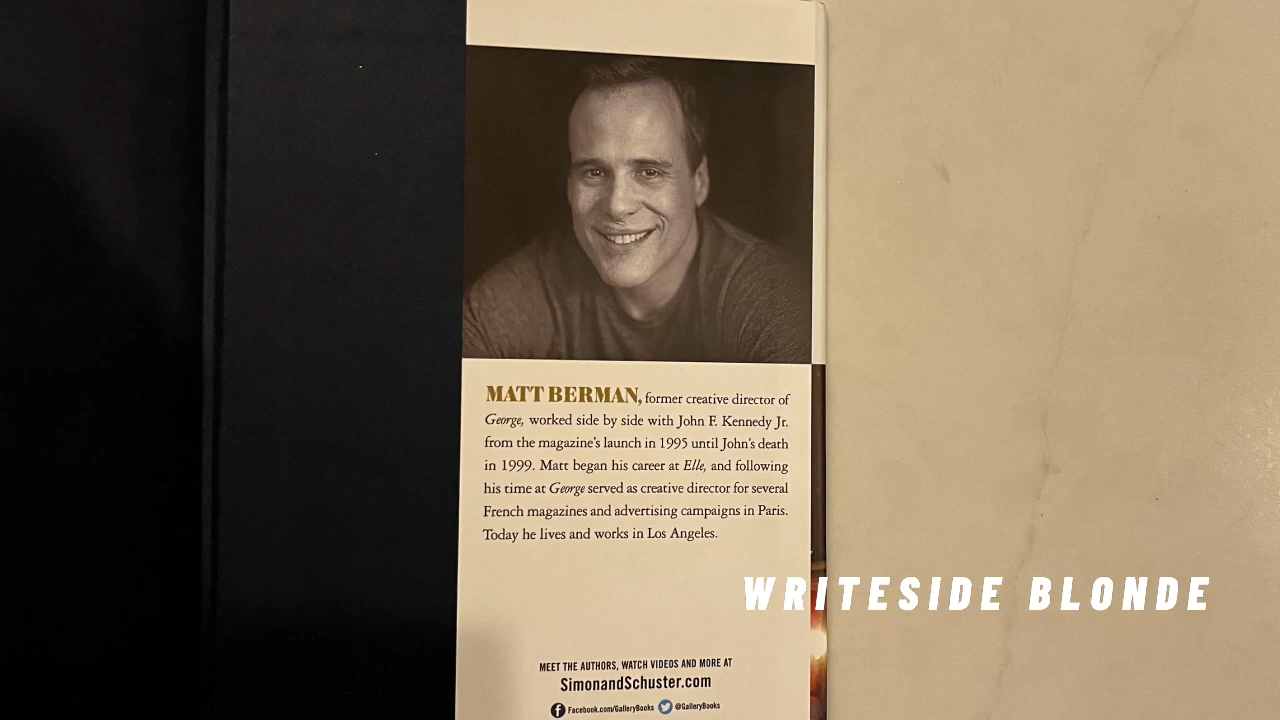 MATT BERMAN, former creative director of
George, worked side by side with John F. Kennedy Jr.
from the magazine's launch in 1995 until John's death
in 1999. Matt began his career at Elle, and following
his time at George served as creative director for several
French magazines and advertising campaigns in Paris.
Today he lives and works in Los Angeles.
WRITESIDE BLONDE
MEET THE AUTHORS, WATCH VIDEOS AND MORE AT
SimonandSchuster.com
Facebook.com/GalleryBooks @GalleryBooks